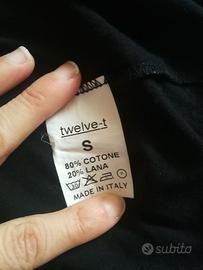 twelve-t
S
80% COTONE
20% LANA
MADE IN ITALY
subito